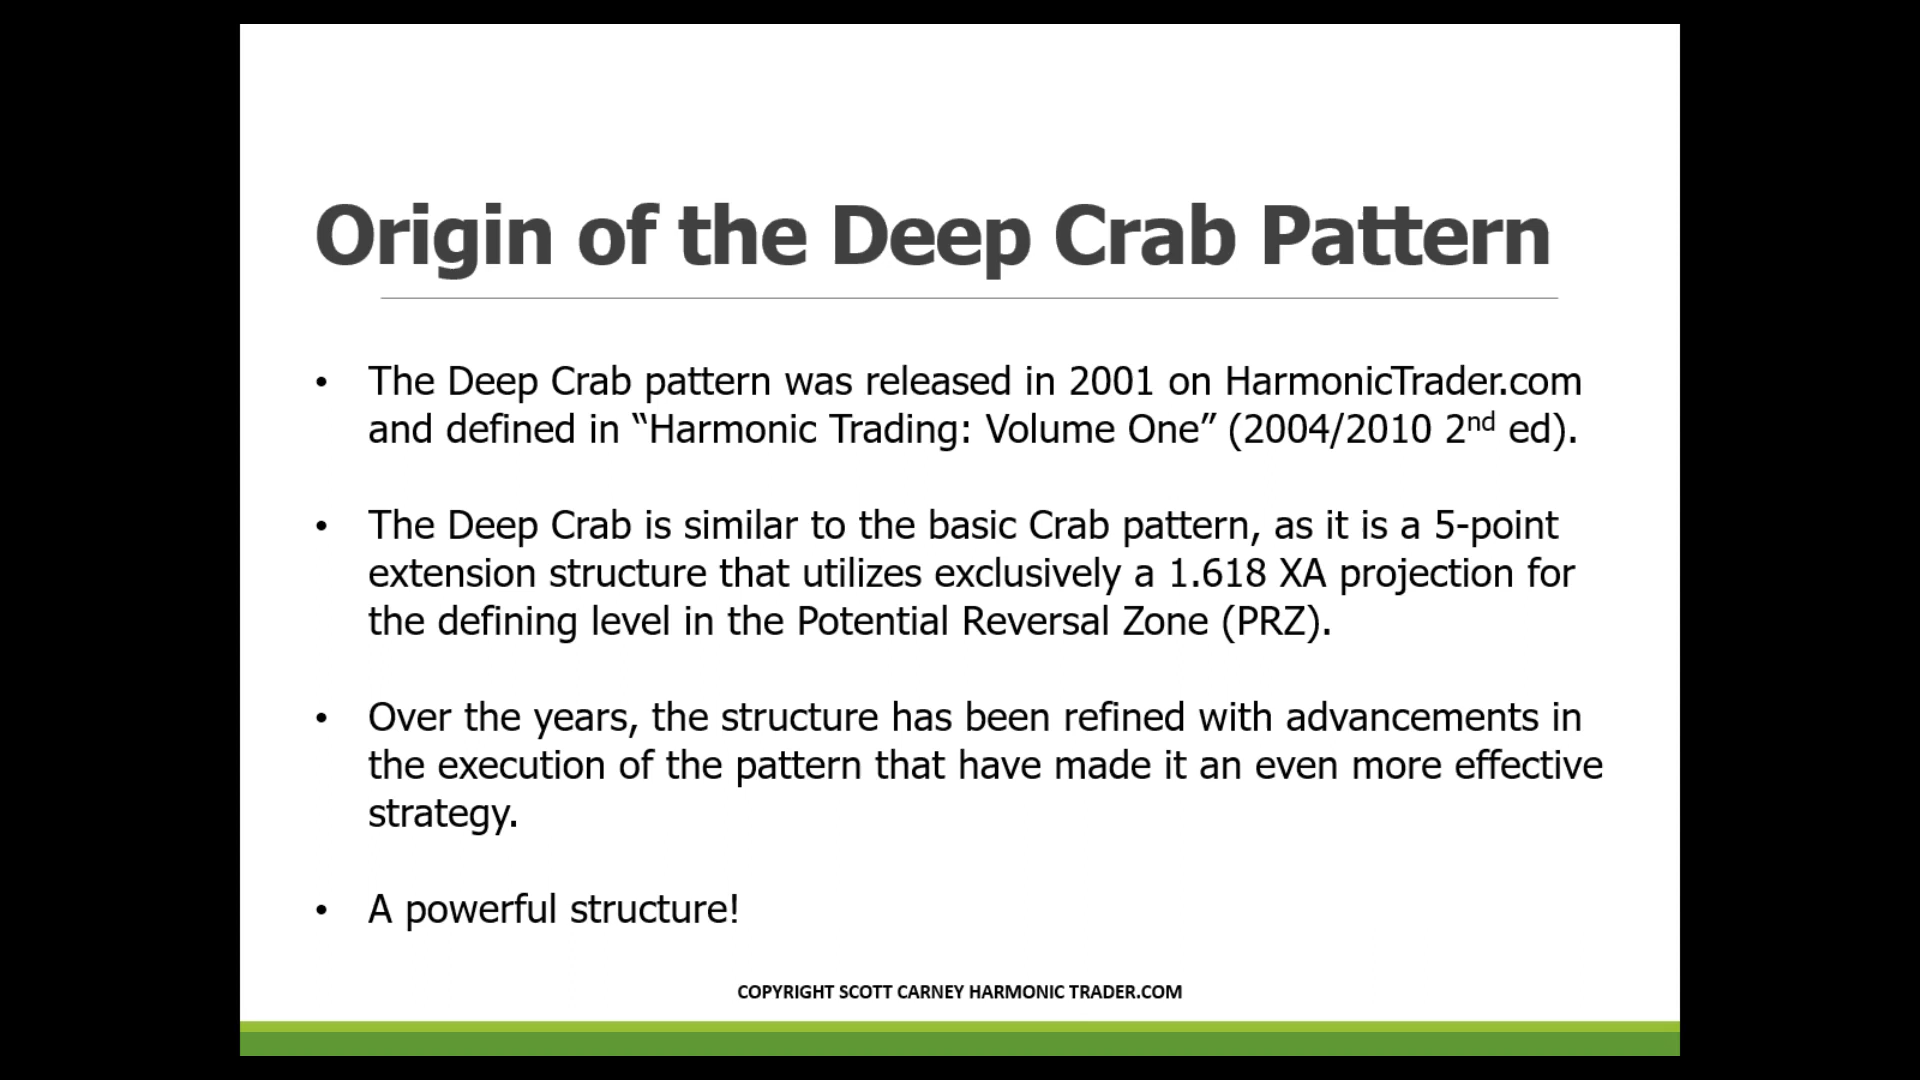 Origin of the Deep Crab Pattern
• The Deep Crab pattern was released in 2001 on HarmonicTrader.com
and defined in “Harmonic Trading: Volume One” (2004/2010 2nd ed).
• The Deep Crab is similar to the basic Crab pattern, as it is a 5-point
extension structure that utilizes exclusively a 1.618 XA projection for
the defining level in the Potential Reversal Zone (PRZ).
• Over the years, the structure has been refined with advancements in
the execution of the pattern that have made it an even more effective
strategy.
• A powerful structure!
COPYRIGHT SCOTT CARNEY HARMONIC TRADER.COM